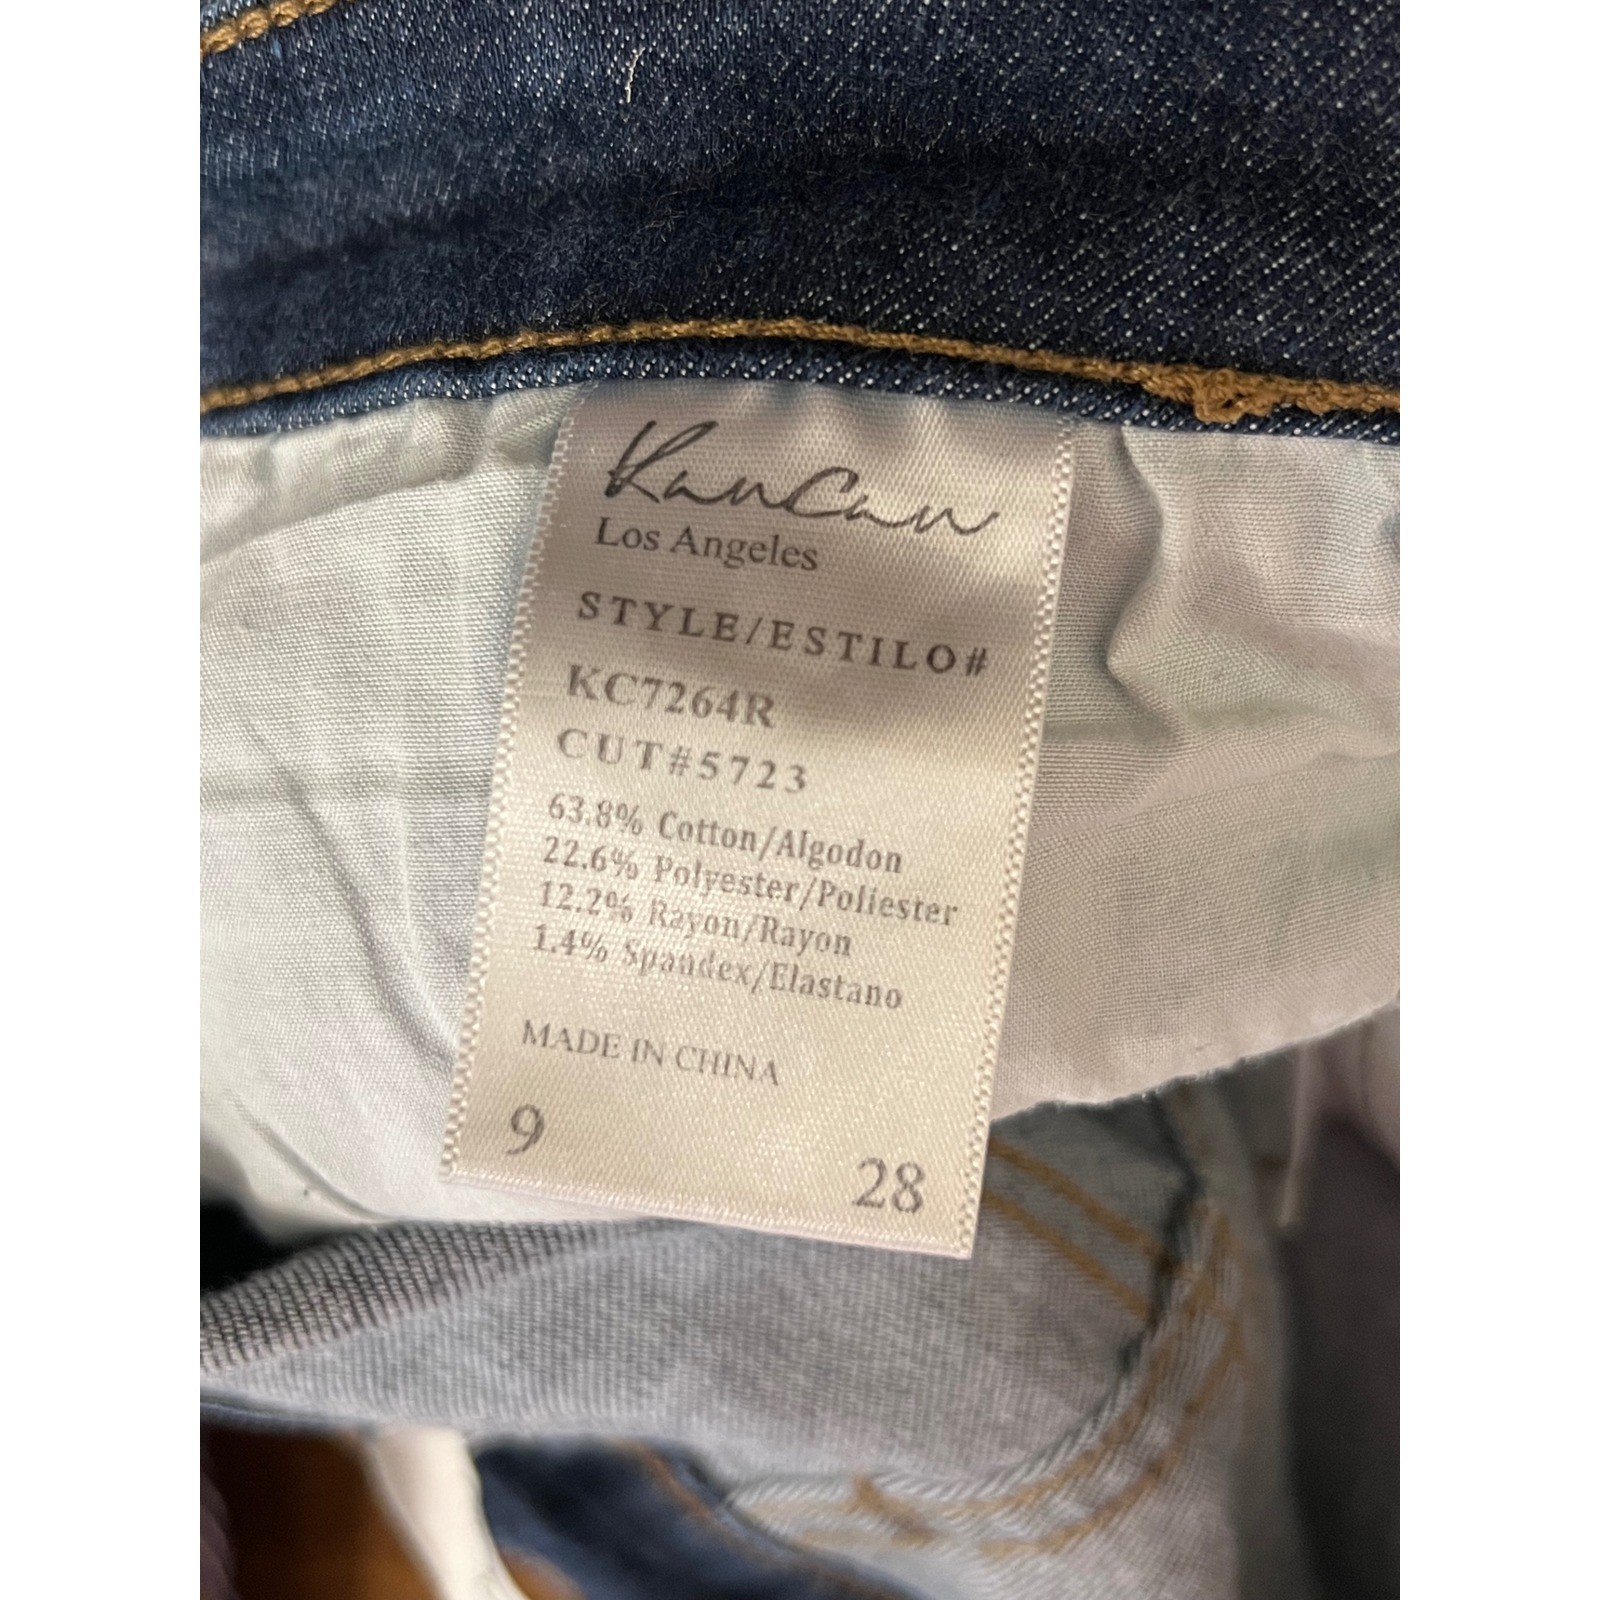 KanCan
Los Angeles
STYLE/ESTILO#
KC7264R
CUT#5723
63.8% Cotton/Algodon
22.6% Polyester/Poliester
12.2% Rayon/Rayon
1.4% Spandex/Elastano
MADE IN CHINA
9
28